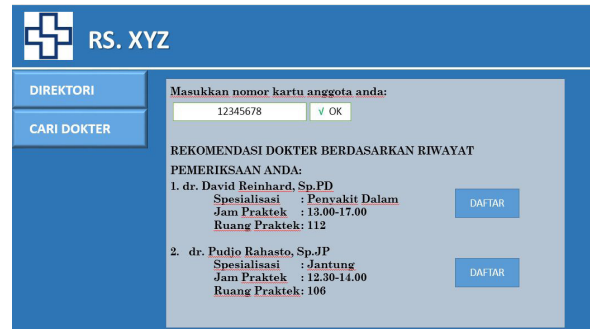 RS. XYZ
DIREKTORI
CARI DOKTER
Masukkan nomor kartu anggota anda:
12345678
√ OK
REKOMENDASI DOKTER BERDASARKAN RIWAYAT
PEMERIKSAAN ANDA:
1. dr. David Reinhard, Sp.PD
Spesialisasi : Penyakit Dalam
Jam Praktek : 13.00-17.00
Ruang Praktek: 112
DAFTAR
2. dr. Pudjo Rahasto, Sp.JP
Spesialisasi : Jantung
Jam Praktek : 12.30-14.00
Ruang Praktek: 106
DAFTAR